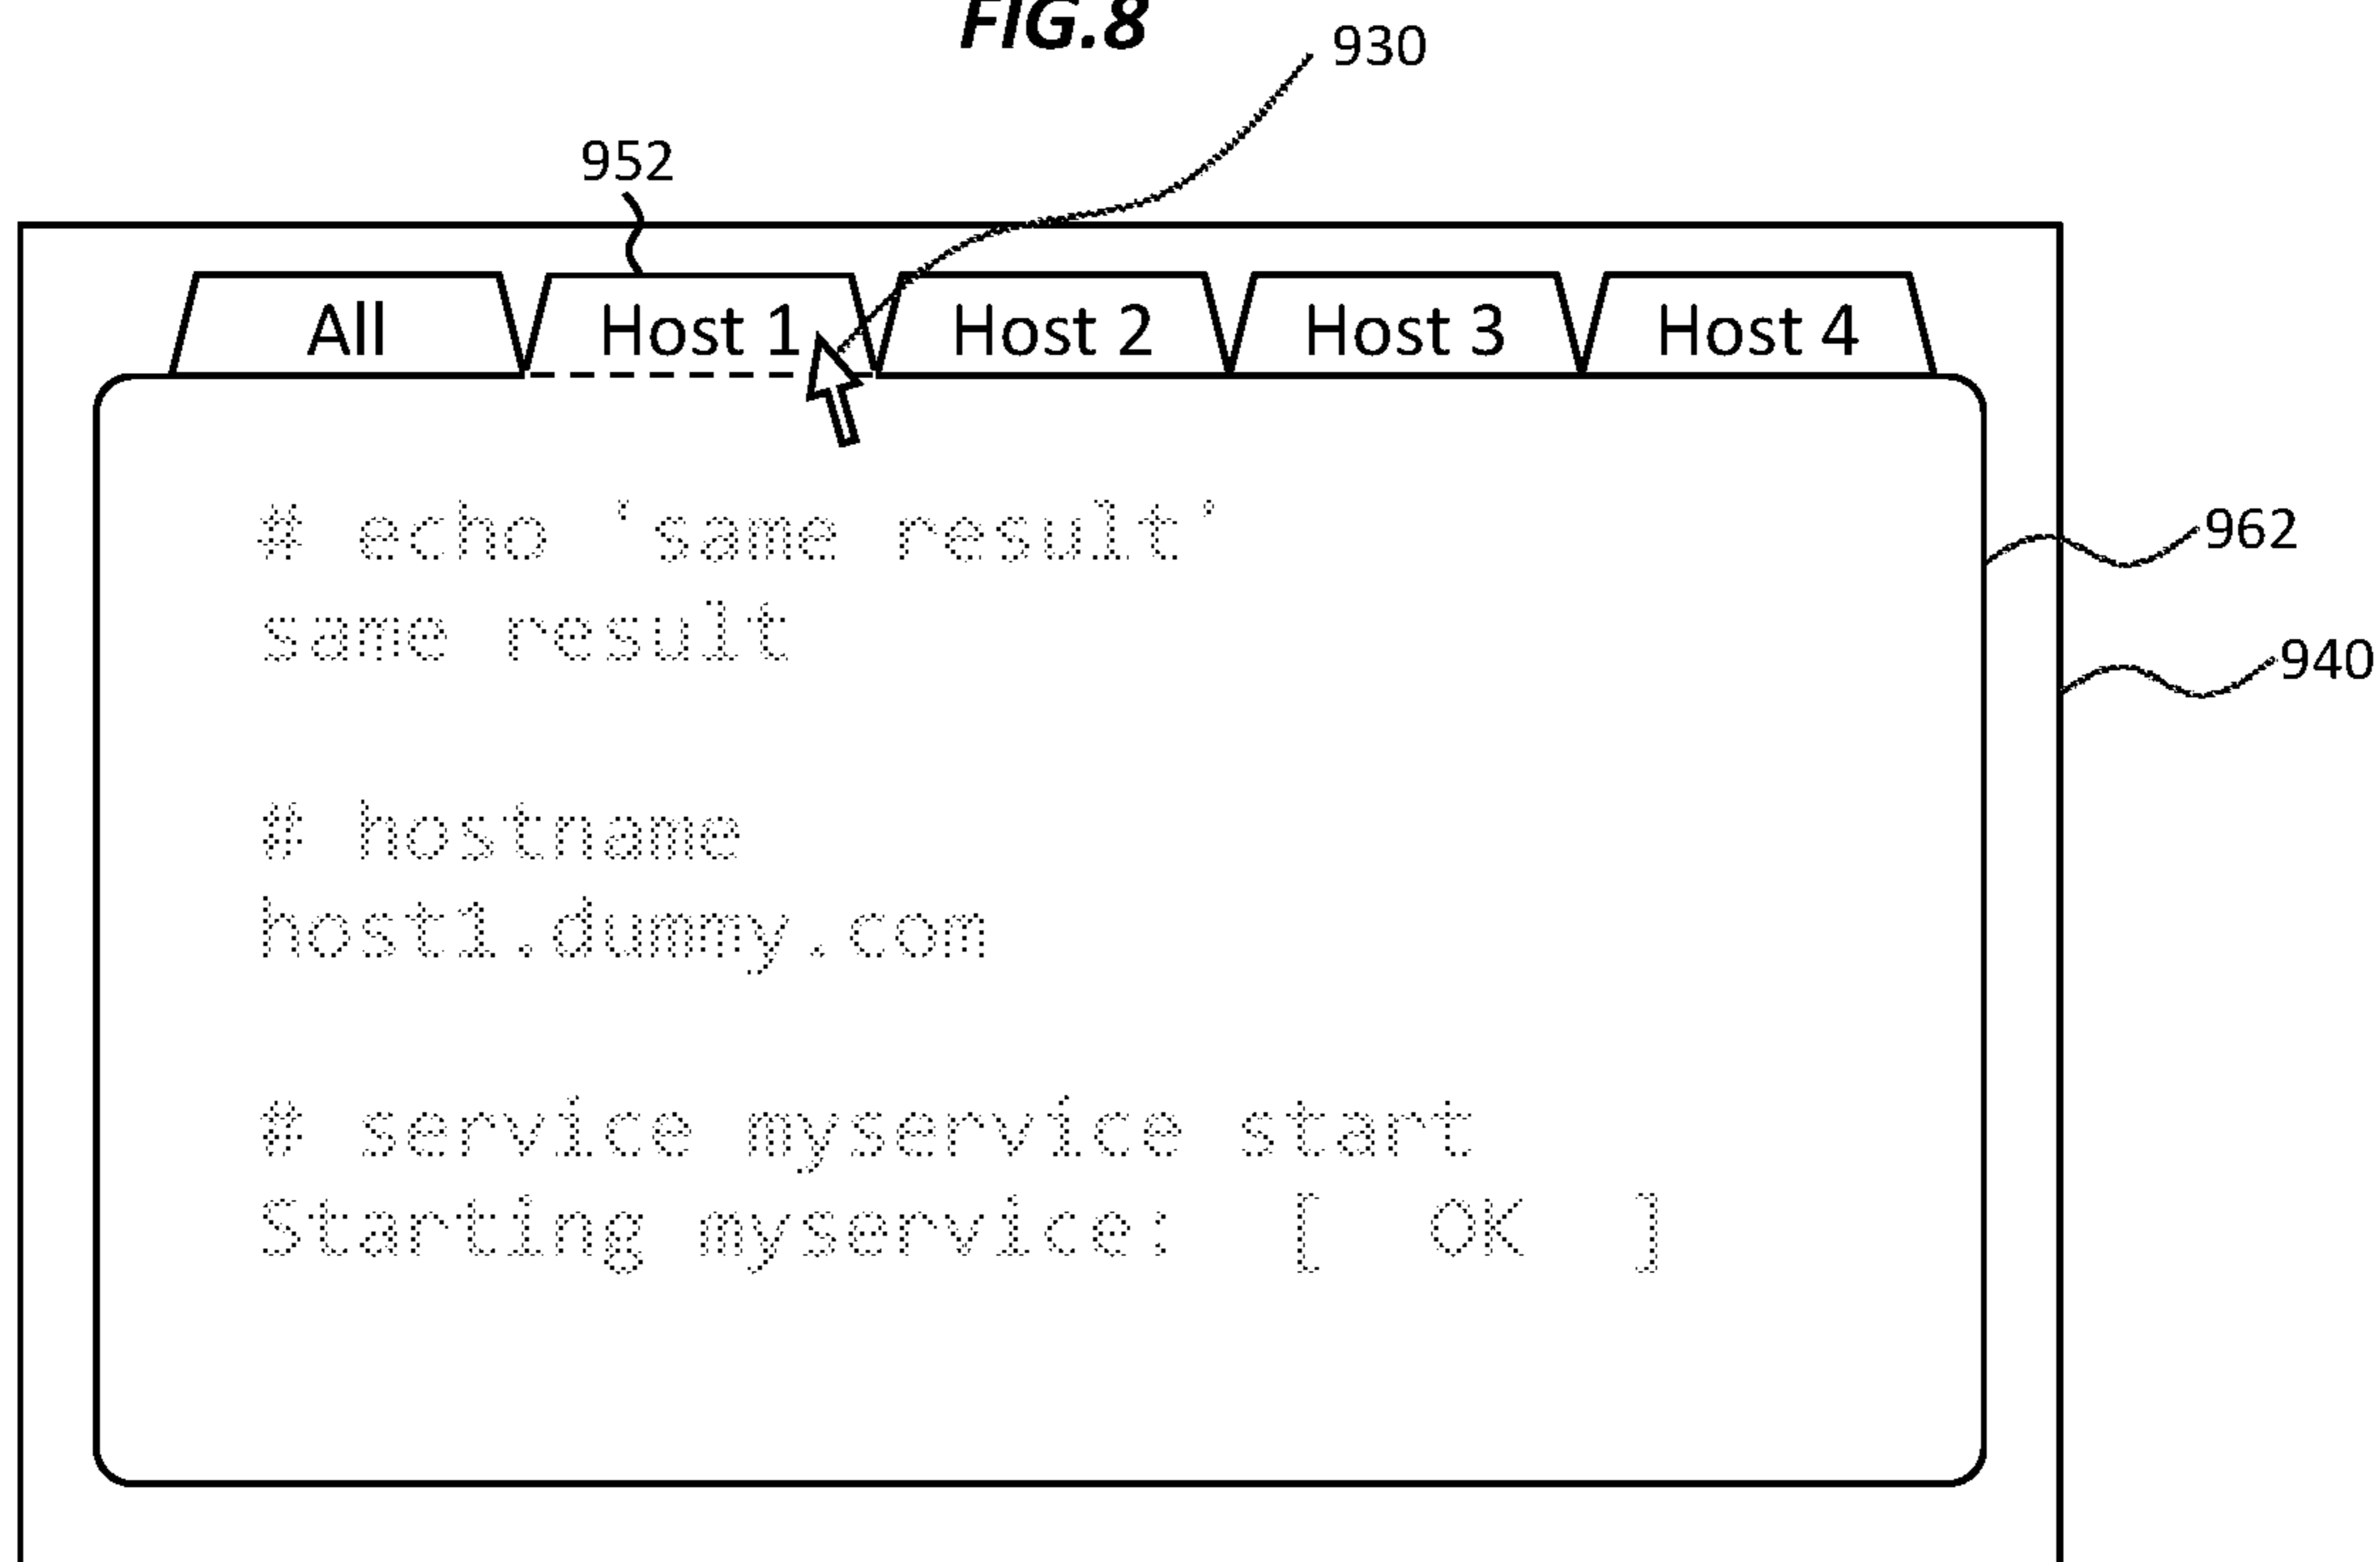 FIG.8
930
952
All Host 1 Host 2 Host 3 Host 4
# echo ‘same result‘
same result
962
940
# hostname
host1.dummy.com
# service myservice start
Starting myservice: [ OK ]